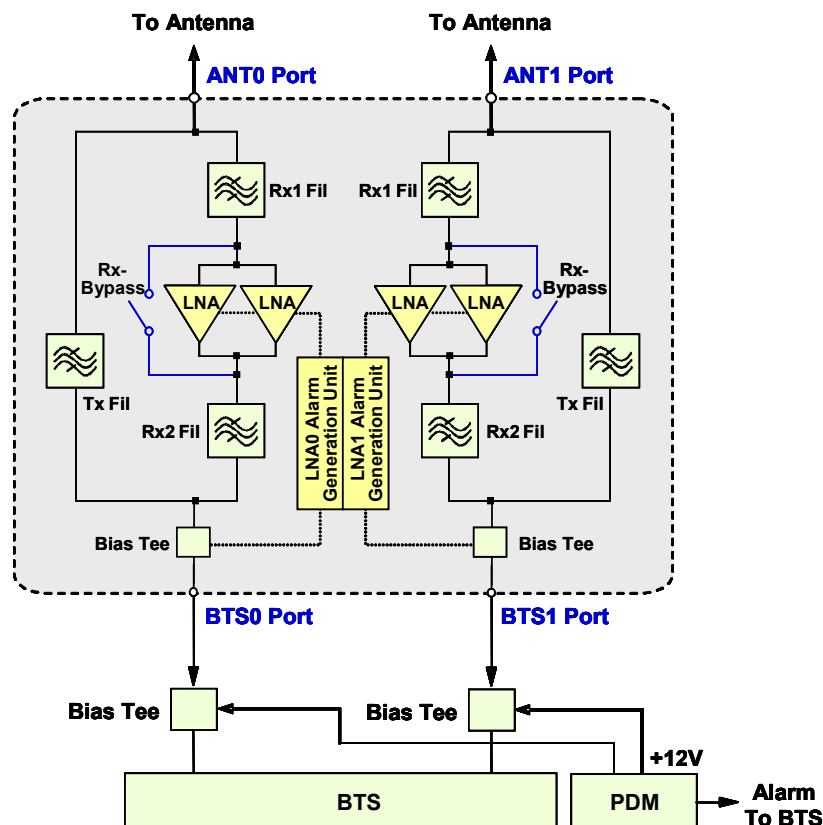 To Antenna
To Antenna
ANT0 Port
ANT1 Port
Rx1 Fil
Rx1 Fil
Rx-
Bypass
Rx-
Bypass
LNA
LNA
LNA
LNA
Tx Fil
Tx Fil
Rx2 Fil
Rx2 Fil
LNA0 Alarm
Generation Unit
LNA1 Alarm
Generation Unit
Bias Tee
Bias Tee
BTS0 Port
BTS1 Port
Bias Tee
Bias Tee
+12V
BTS
PDM
Alarm
To BTS